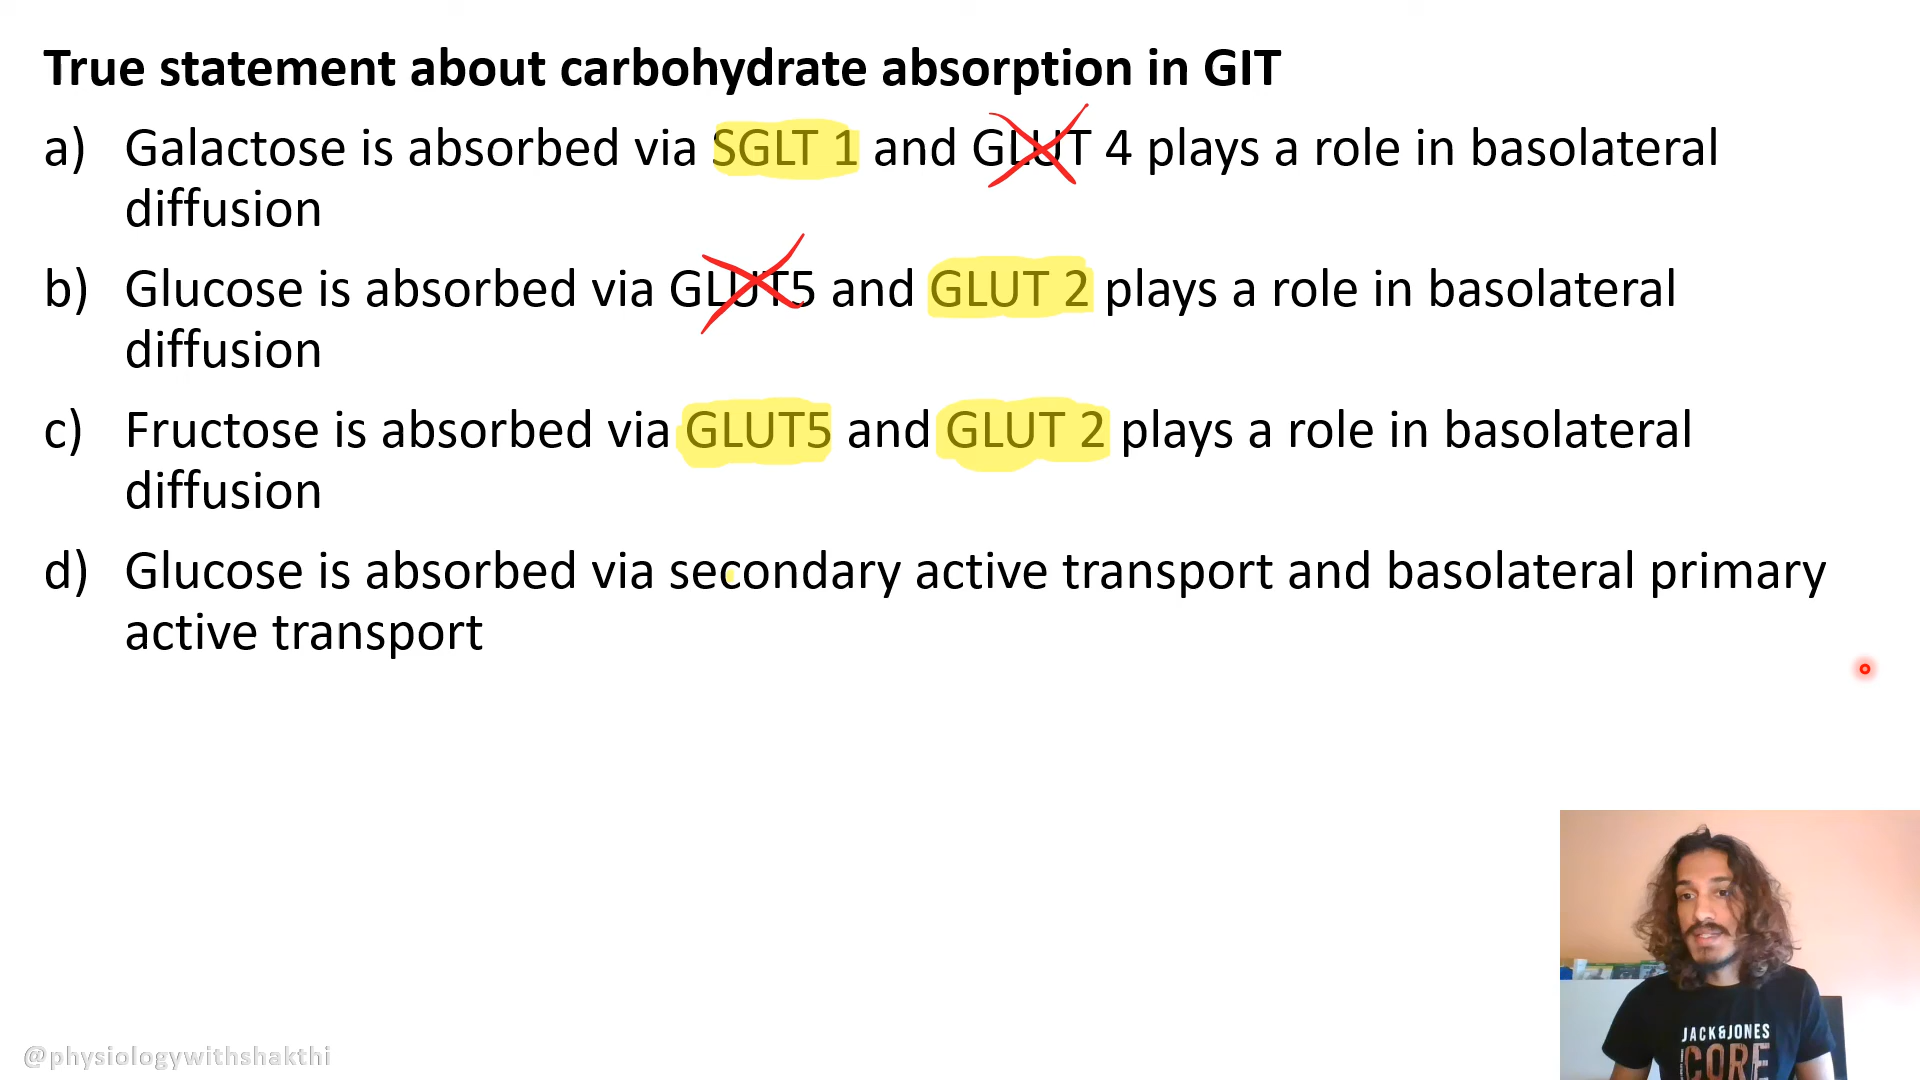 True statement about carbohydrate absorption in GIT
a) Galactose is absorbed via SGLT 1 and GLUT 4 plays a role in basolateral
diffusion
b) Glucose is absorbed via GLUT5 and GLUT 2 plays a role in basolateral
diffusion
c) Fructose is absorbed via GLUT5 and GLUT 2 plays a role in basolateral
diffusion
d) Glucose is absorbed via secondary active transport and basolateral primary
active transport
JACK&JONES
CORE
@physiologywithshakthi